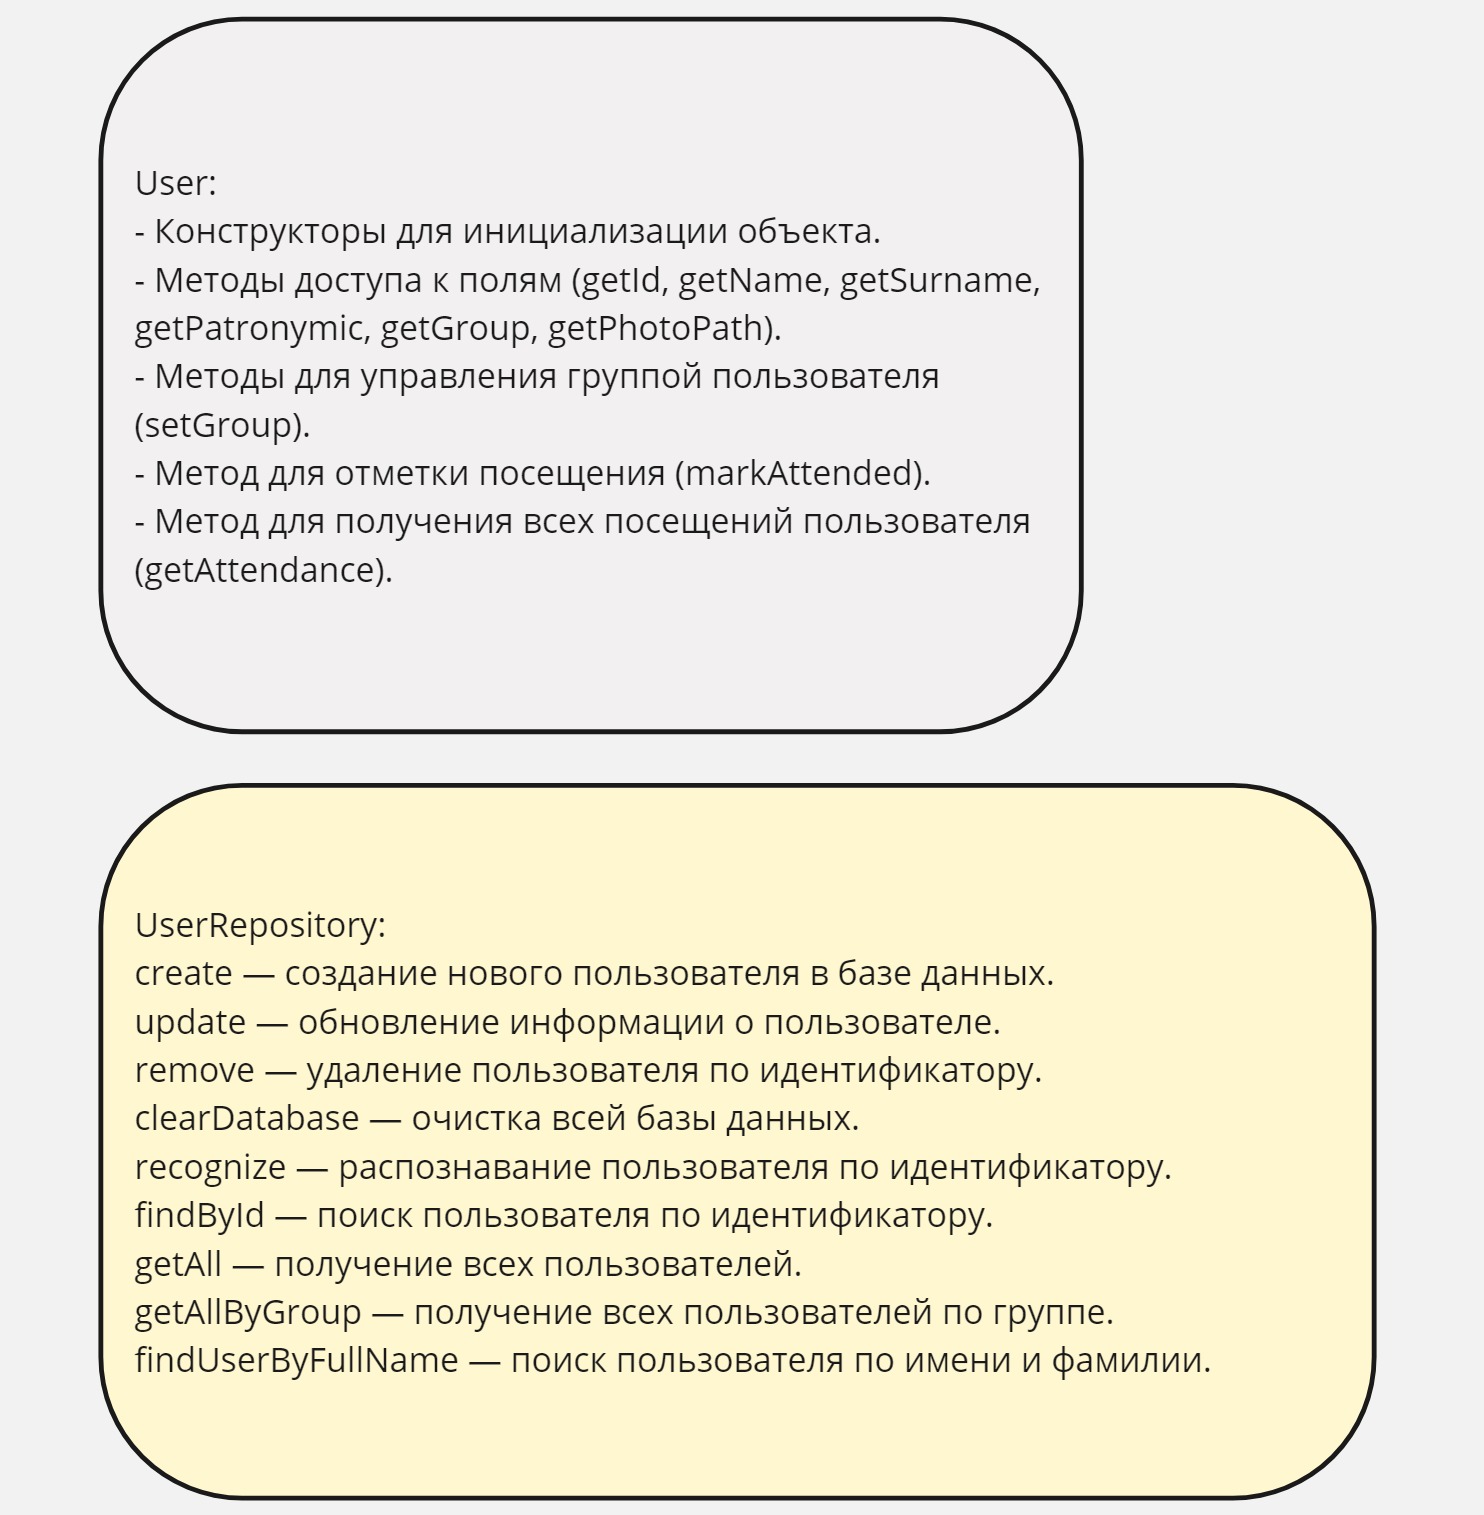 User:
- Конструкторы для инициализации объекта.
- Методы доступа к полям (getId, getName, getSurname,
getPatronymic, getGroup, getPhotoPath).
- Методы для управления группой пользователя
(setGroup).
- Метод для отметки посещения (markAttended).
- Метод для получения всех посещений пользователя
(getAttendance).
UserRepository:
create — создание нового пользователя в базе данных.
update — обновление информации о пользователе.
remove — удаление пользователя по идентификатору.
clearDatabase — очистка всей базы данных.
recognize — распознавание пользователя по идентификатору.
findById — поиск пользователя по идентификатору.
getAll — получение всех пользователей.
getAllByGroup — получение всех пользователей по группе.
findUserByFullName — поиск пользователя по имени и фамилии.